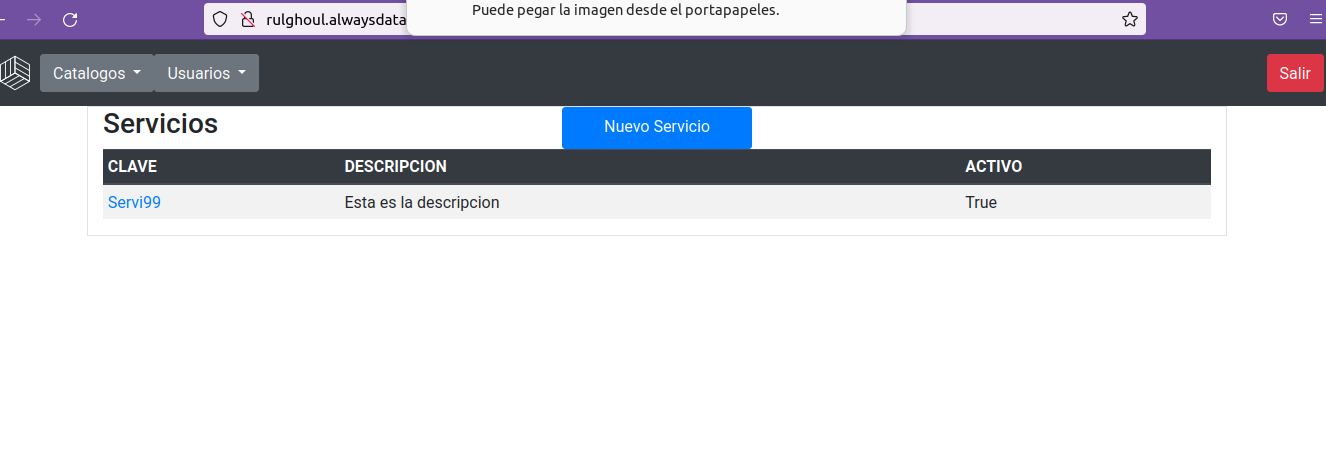 Puede pegar la imagen desde el portapapeles.
rulghoul.alwaysdata
Catalogos Usuarios Salir
Servicios Nuevo Servicio
CLAVE DESCRIPCION ACTIVO
Servi99 Esta es la descripcion True